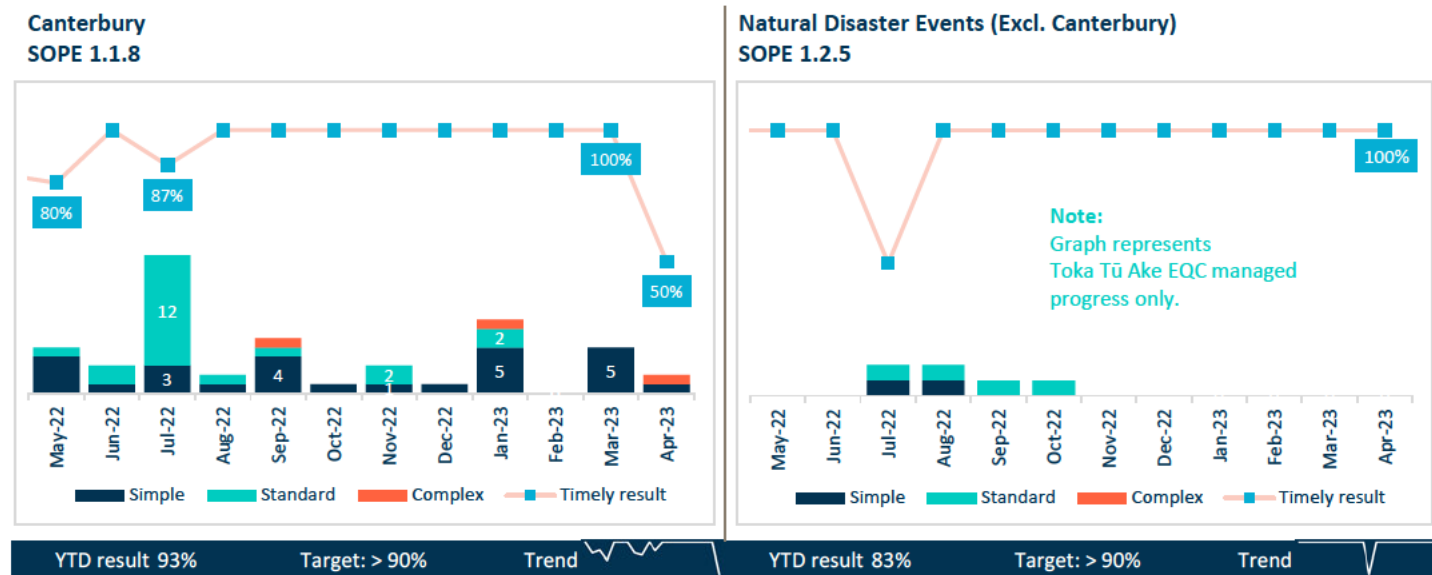 Canterbury
SOPE 1.1.8
100%
87%
80%
50%
12
3
4
2
1
2
5
5
May-22
Jun-22
Jul-22
Aug-22
Sep-22
Oct-22
Nov-22
Dec-22
Jan-23
Feb-23
Mar-23
Apr-23
Simple Standard Complex Timely result
YTD result 93% Target: > 90% Trend
Natural Disaster Events (Excl. Canterbury)
SOPE 1.2.5
100%
Note:
Graph represents
Toka Tū Ake EQC managed
progress only.
May-22
Jun-22
Jul-22
Aug-22
Sep-22
Oct-22
Nov-22
Dec-22
Jan-23
Feb-23
Mar-23
Apr-23
Simple Standard Complex Timely result
YTD result 83% Target: > 90% Trend